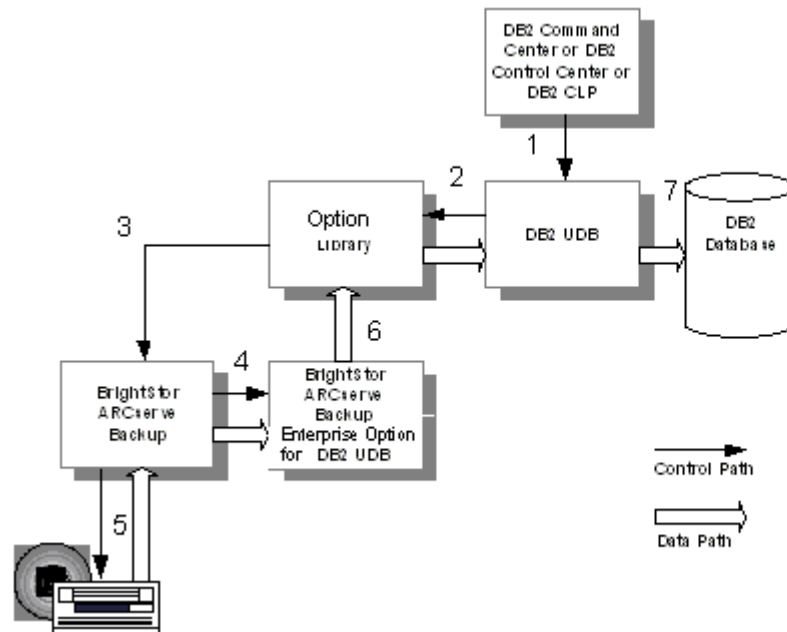 DB2 Command
Center or DB2
Control Center or
DB2 CLP
1
2
7
Option
Library
DB2 UDB
DB2
Database
3
6
4
BrightStor
ARCserve
Backup
BrightStor
ARCserve
Backup
Enterprise Option
for DB2 UDB
Control Path
5
Data Path